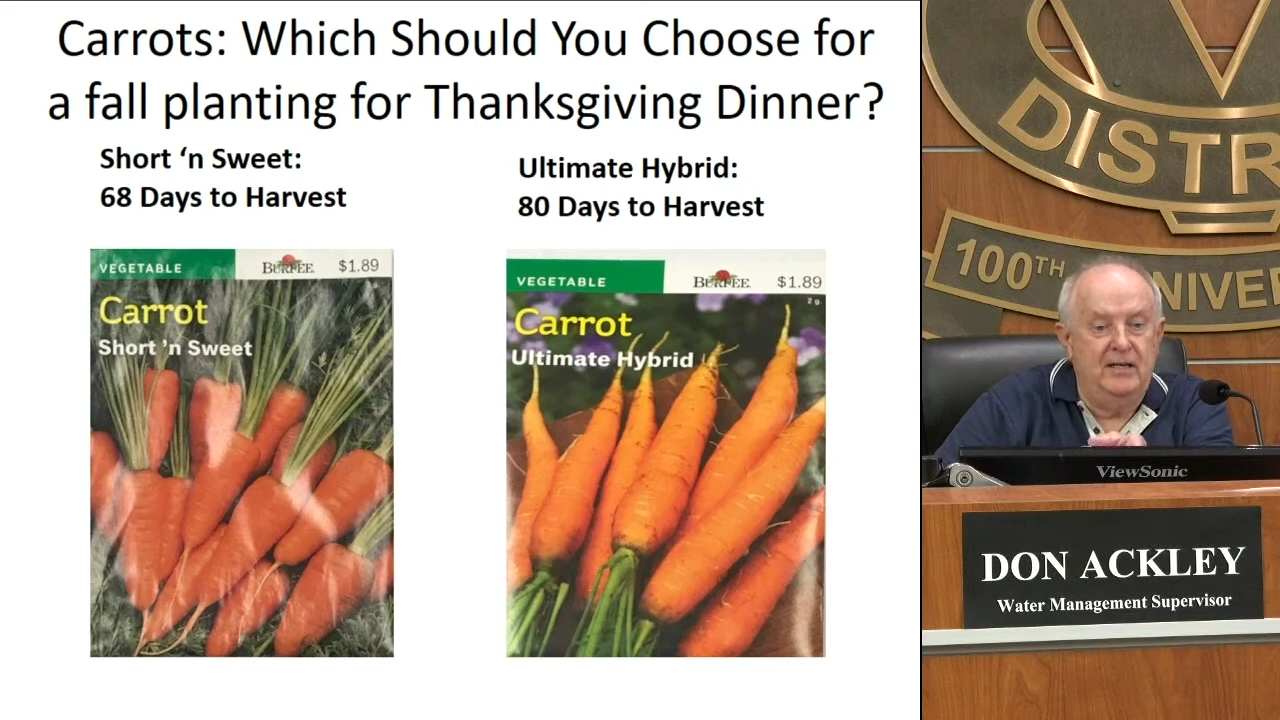 Carrots: Which Should You Choose for
a fall planting for Thanksgiving Dinner?
Short ‘n Sweet:
68 Days to Harvest
Ultimate Hybrid:
80 Days to Harvest
VEGETABLE
BURPEE
$1.89
Carrot
Short ’n Sweet
VEGETABLE
BURPEE
$1.89
2 g.
Carrot
Ultimate Hybrid
DISTR
100TH
NIVE
ViewSonic
DON ACKLEY
Water Management Supervisor